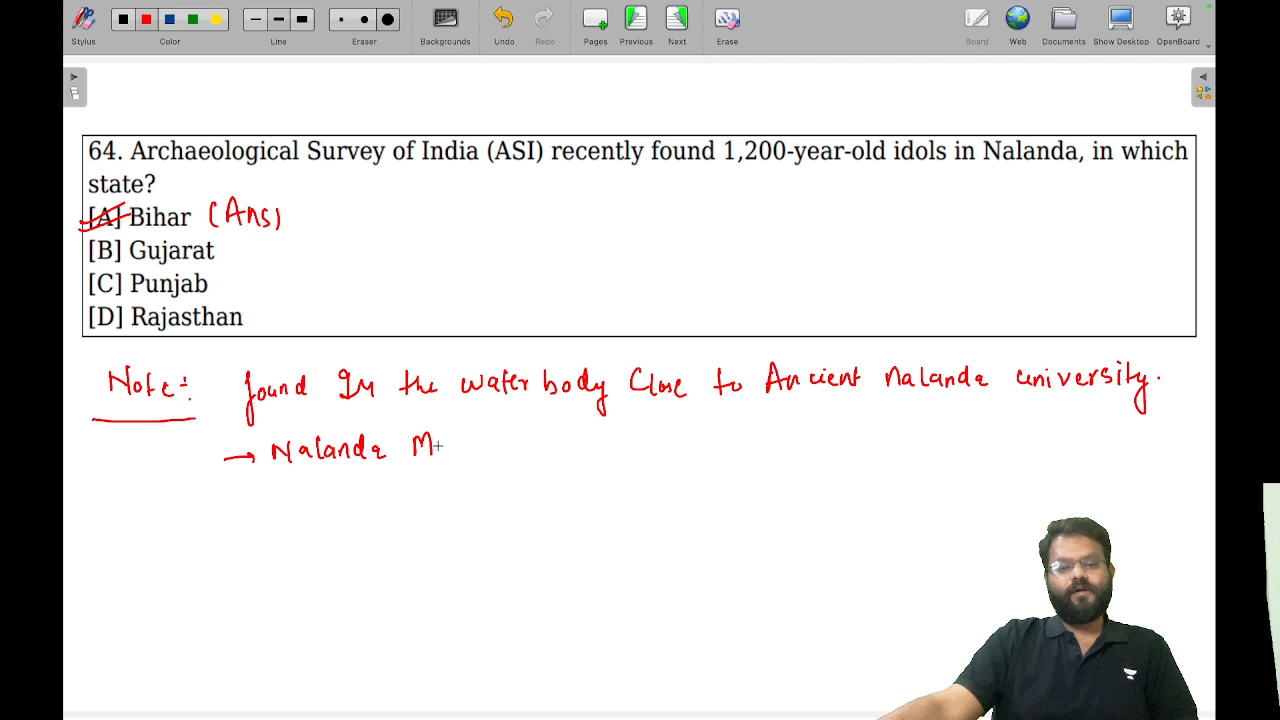 Stylus
Color
Line
Eraser
Backgrounds
Undo
Redo
Pages
Previous
Next
Erase
Board
Web
Documents
Show Desktop
OpenBoard
64. Archaeological Survey of India (ASI) recently found 1,200-year-old idols in Nalanda, in which
state?
[A] Bihar (Ans)
[B] Gujarat
[C] Punjab
[D] Rajasthan
Note:- found In the water body Close to Ancient Nalanda university.
→ Nalanda M